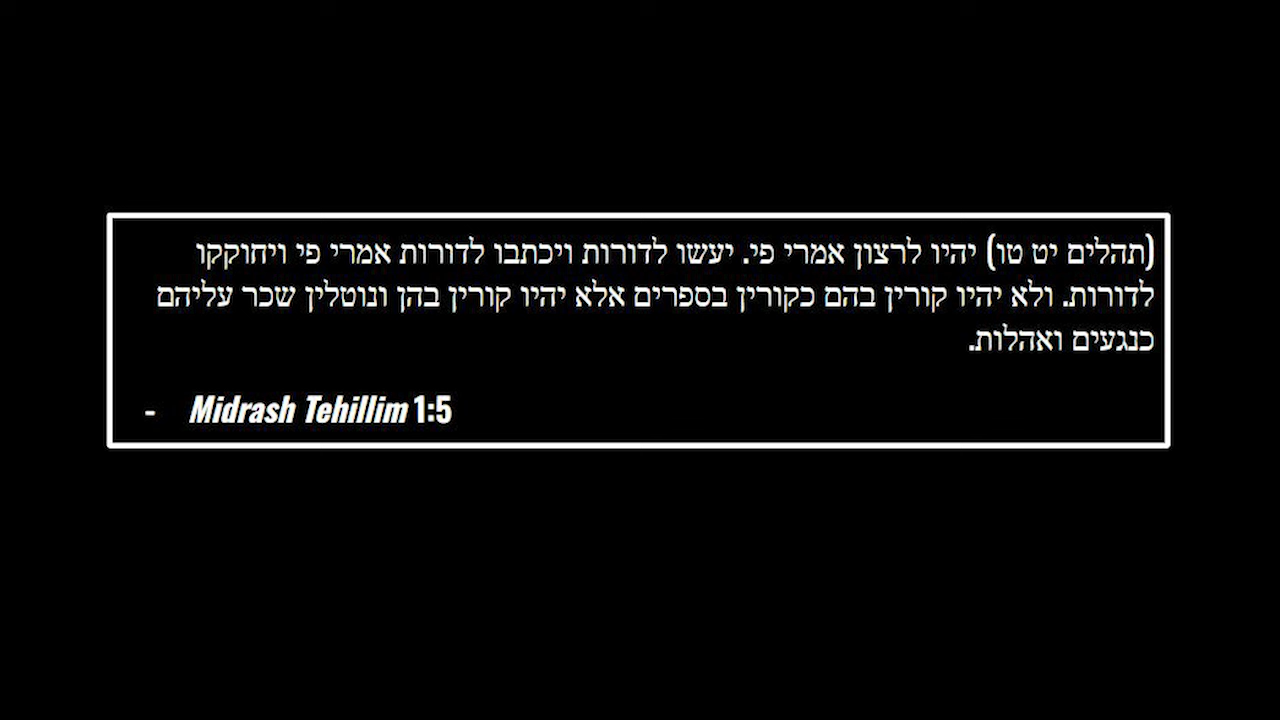 (תהלים יט טו) יהיו לרצון אמרי פי. יעשו לדורות ויכתבו לדורות אמרי פי ויחוקקו
לדורות. ולא יהיו קורין בהם כקורין בספרים אלא יהיו קורין בהן ונוטלין שכר עליהם
כנגעים ואהלות.
- Midrash Tehillim 1:5